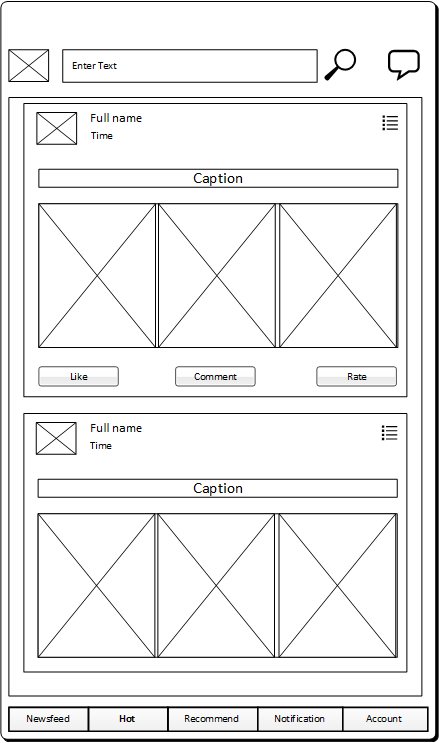 Enter Text
Full name
Time
Caption
Like
Comment
Rate
Full name
Time
Caption
Newsfeed
Hot
Recommend
Notification
Account